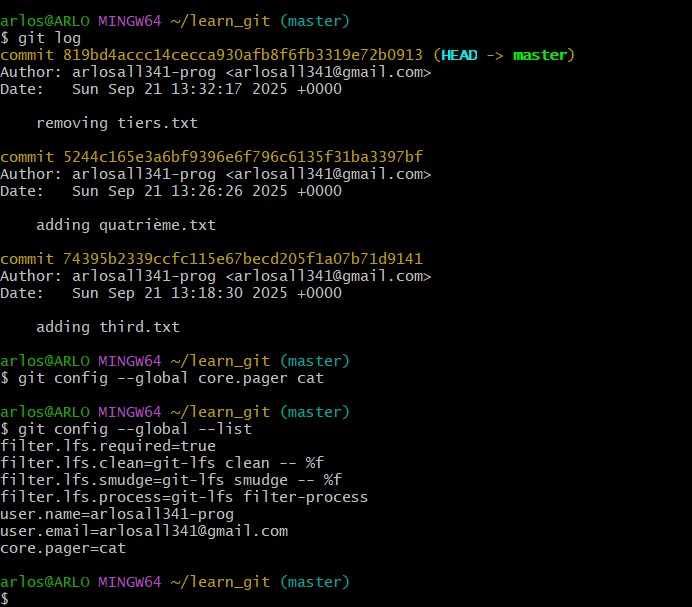 arlos@ARLO MINGW64 ~/learn_git (master)
$ git log
commit 819bd4accc14cecca930afb8f6fb3319e72b0913 (HEAD -> master)
Author: arlosall341-prog <arlosall341@gmail.com>
Date:   Sun Sep 21 13:32:17 2025 +0000
    removing tiers.txt
commit 5244c165e3a6bf9396e6f796c6135f31ba3397bf
Author: arlosall341-prog <arlosall341@gmail.com>
Date:   Sun Sep 21 13:26:26 2025 +0000
    adding quatrième.txt
commit 74395b2339ccfc115e67becd205f1a07b71d9141
Author: arlosall341-prog <arlosall341@gmail.com>
Date:   Sun Sep 21 13:18:30 2025 +0000
    adding third.txt
arlos@ARLO MINGW64 ~/learn_git (master)
$ git config --global core.pager cat
arlos@ARLO MINGW64 ~/learn_git (master)
$ git config --global --list
filter.lfs.required=true
filter.lfs.clean=git-lfs clean -- %f
filter.lfs.smudge=git-lfs smudge -- %f
filter.lfs.process=git-lfs filter-process
user.name=arlosall341-prog
user.email=arlosall341@gmail.com
core.pager=cat
arlos@ARLO MINGW64 ~/learn_git (master)
$